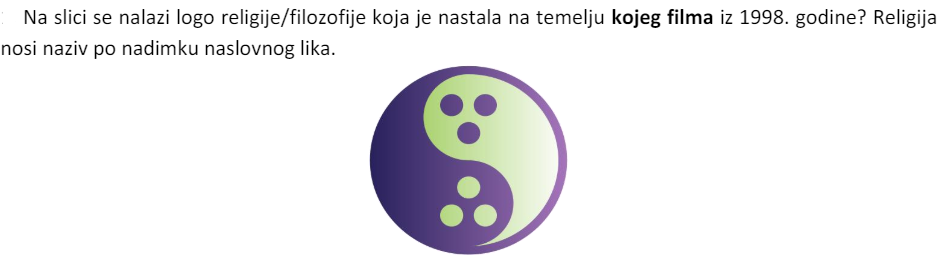 Na slici se nalazi logo religije/filozofije koja je nastala na temelju kojeg filma iz 1998. godine? Religija
nosi naziv po nadimku naslovnog lika.